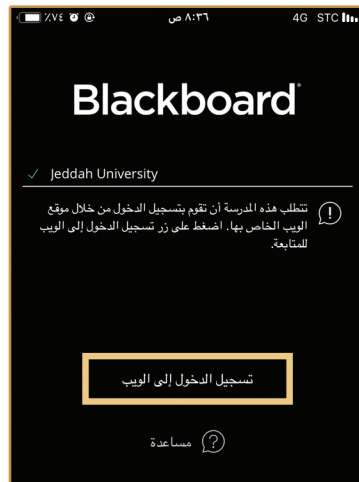 ٪٧٤ ٨:٣٦ ص 4G STC
Blackboard
Jeddah University
تتطلب هذه المدرسة أن تقوم بتسجيل الدخول من خلال موقع
الويب الخاص بها. اضغط على زر تسجيل الدخول إلى الويب
للمتابعة.
تسجيل الدخول إلى الويب
مساعدة